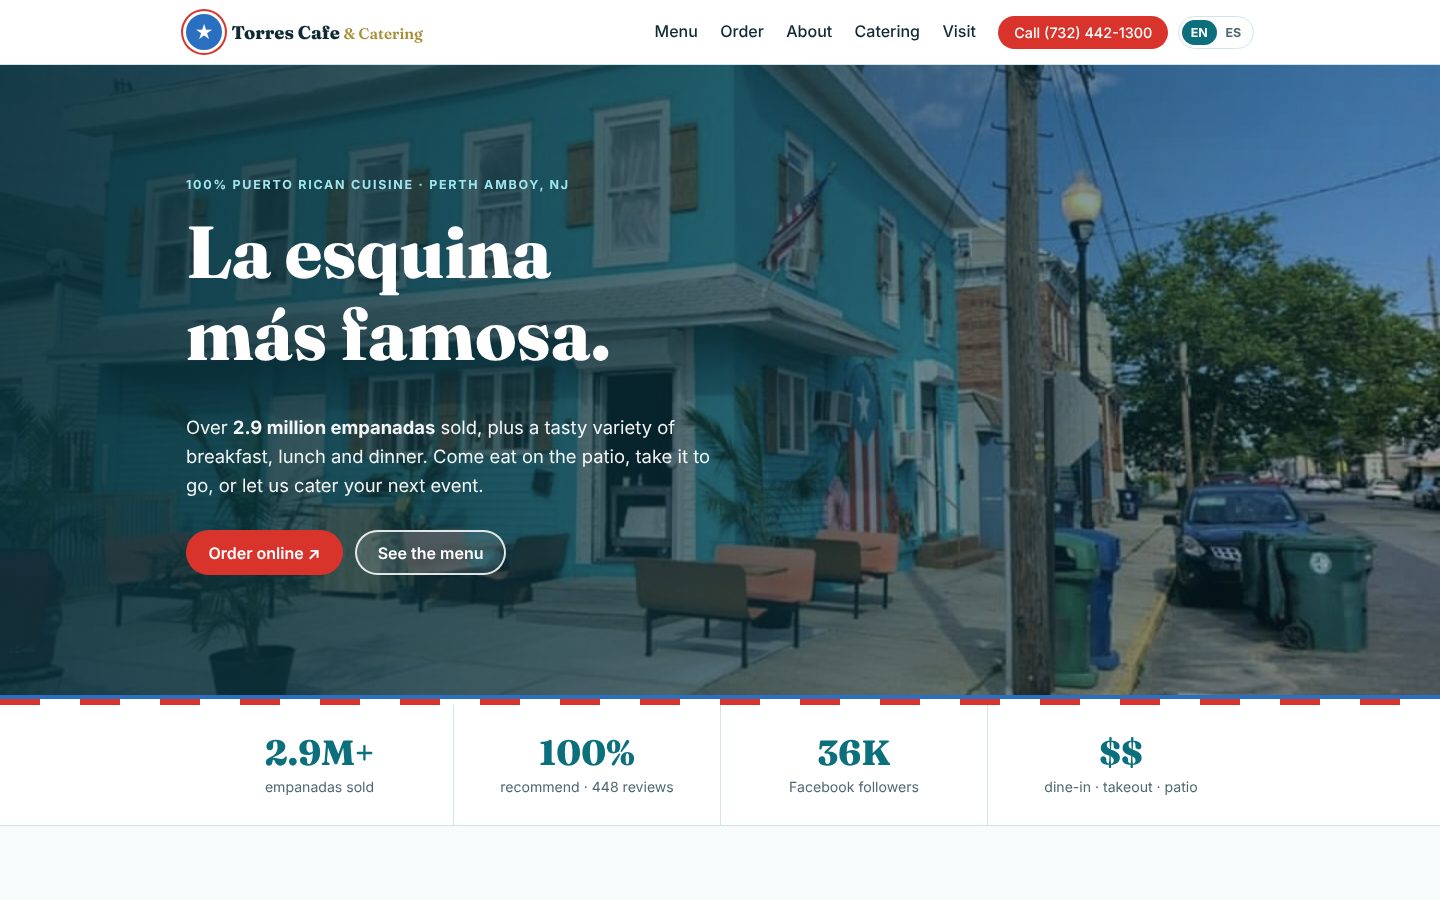 Torres Cafe & Catering
Menu
Order
About
Catering
Visit
Call (732) 442-1300
EN
ES
100% PUERTO RICAN CUISINE · PERTH AMBOY, NJ
La esquina
más famosa.
Over 2.9 million empanadas sold, plus a tasty variety of
breakfast, lunch and dinner. Come eat on the patio, take it to
go, or let us cater your next event.
Order online ↗
See the menu
2.9M+
empanadas sold
100%
recommend · 448 reviews
36K
Facebook followers
$$
dine-in · takeout · patio